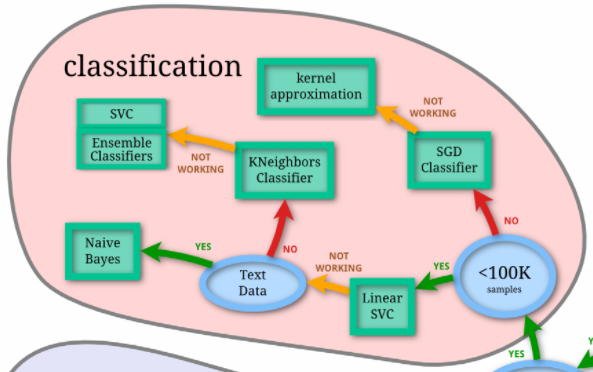 classification
kernel
approximation
NOT
WORKING
SVC
Ensemble
Classifiers
NOT
WORKING
KNeighbors
Classifier
SGD
Classifier
NO
Naive
Bayes
YES
NO
Text
Data
NOT
WORKING
Linear
SVC
YES
<100K
samples
YES